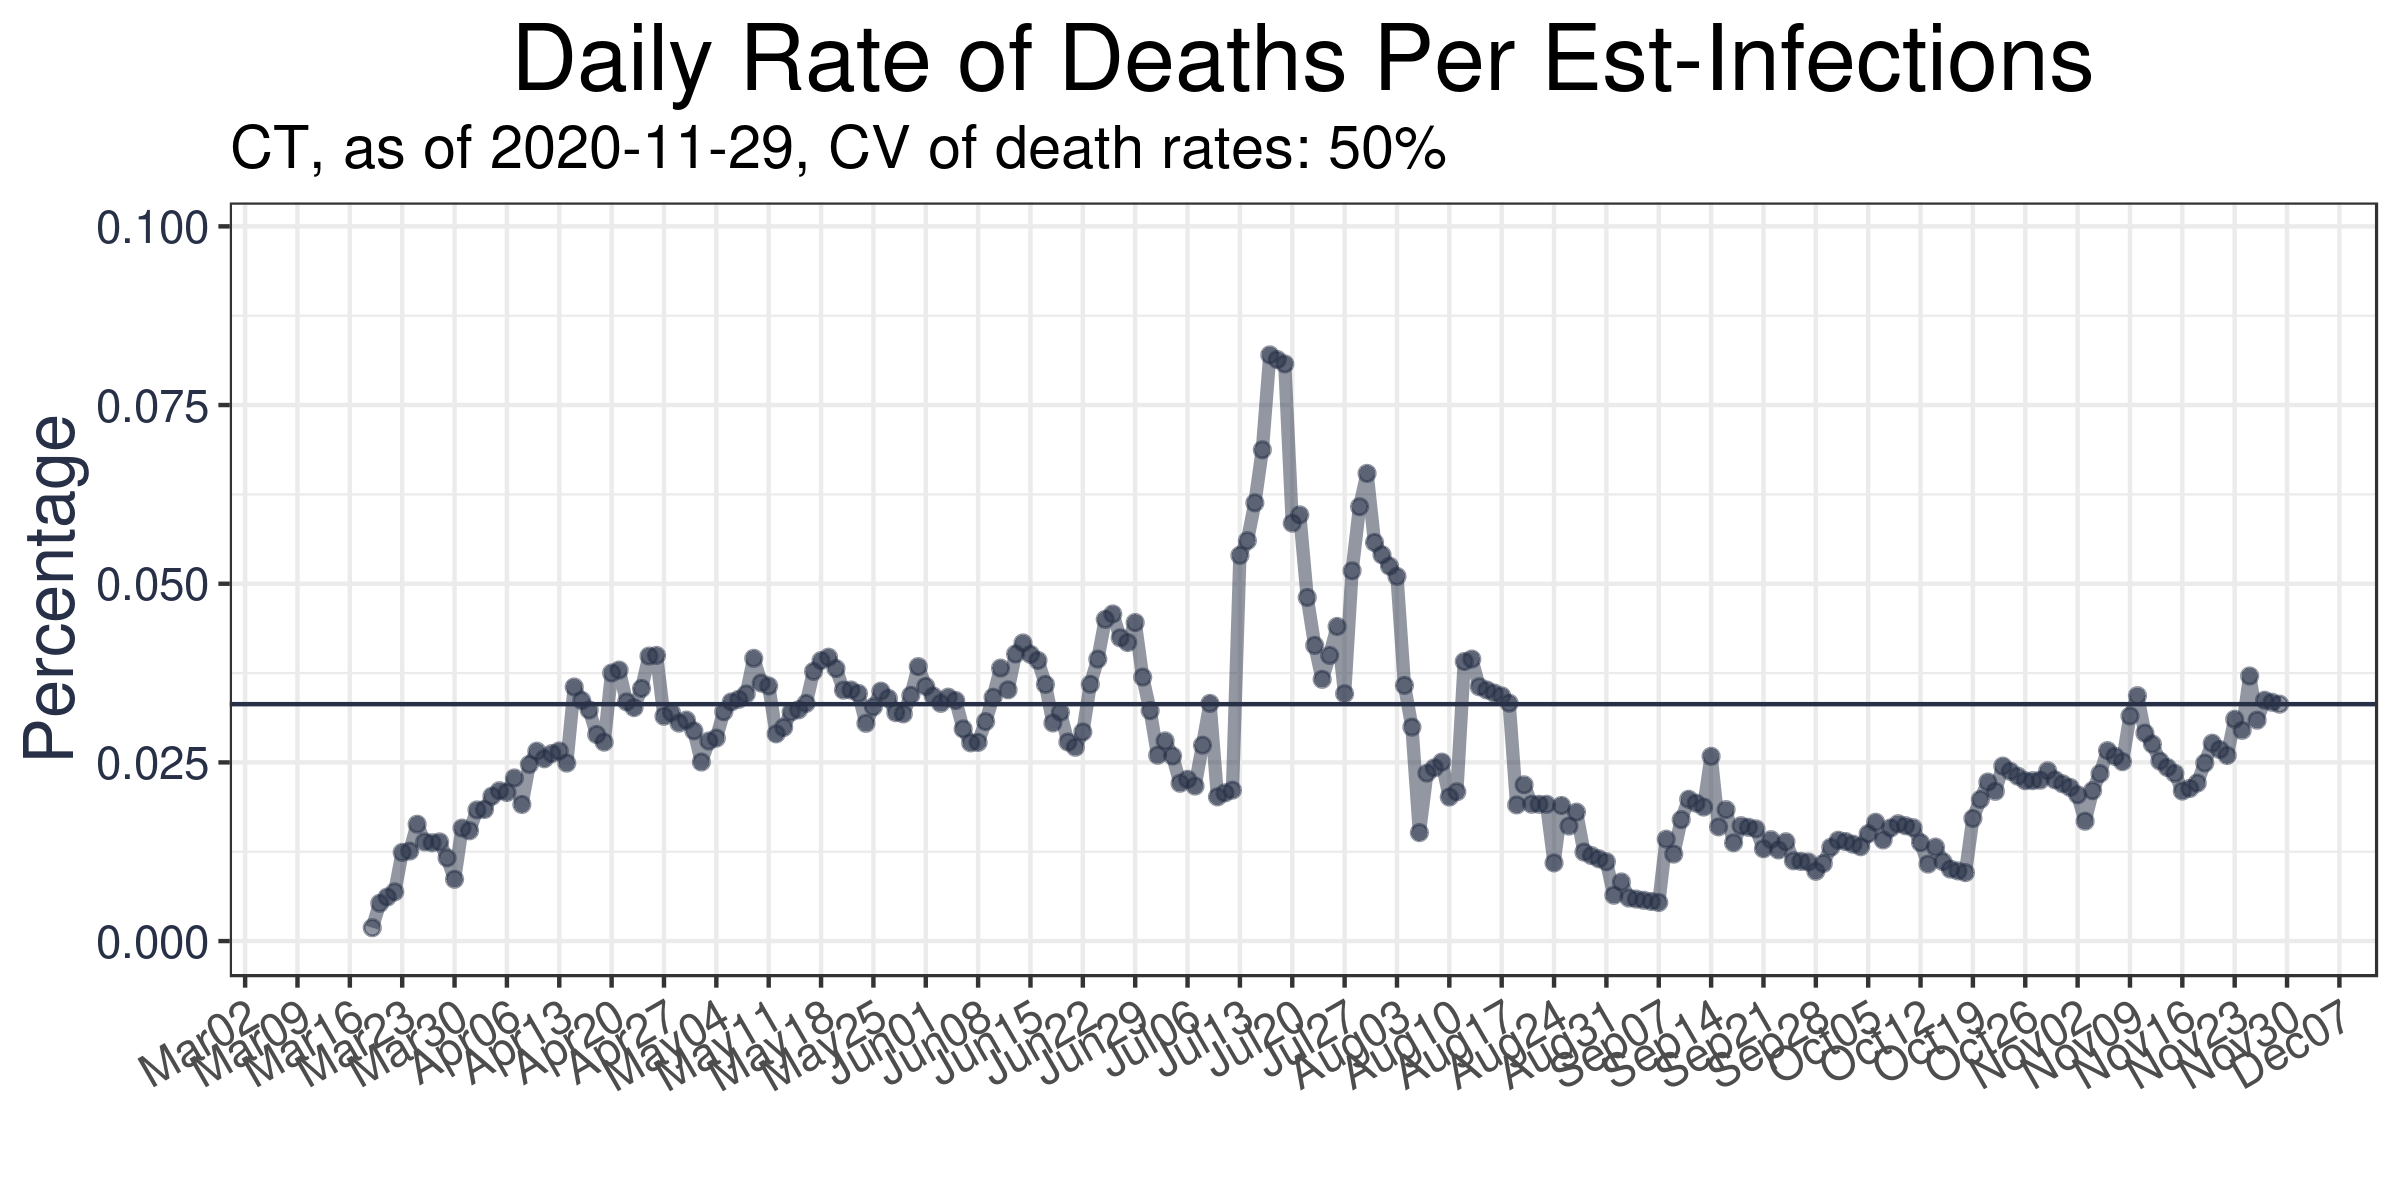 Daily Rate of Deaths Per Est-Infections
CT, as of 2020-11-29, CV of death rates: 50%
Percentage
0.100
0.075
0.050
0.025
0.000
Mar02
Mar09
Mar16
Mar23
Mar30
Apr06
Apr13
Apr20
Apr27
May04
May11
May18
May25
Jun01
Jun08
Jun15
Jun22
Jun29
Jul06
Jul13
Jul20
Jul27
Aug03
Aug10
Aug17
Aug24
Aug31
Sep07
Sep14
Sep21
Sep28
Oct05
Oct12
Oct19
Oct26
Nov02
Nov09
Nov16
Nov23
Nov30
Dec07